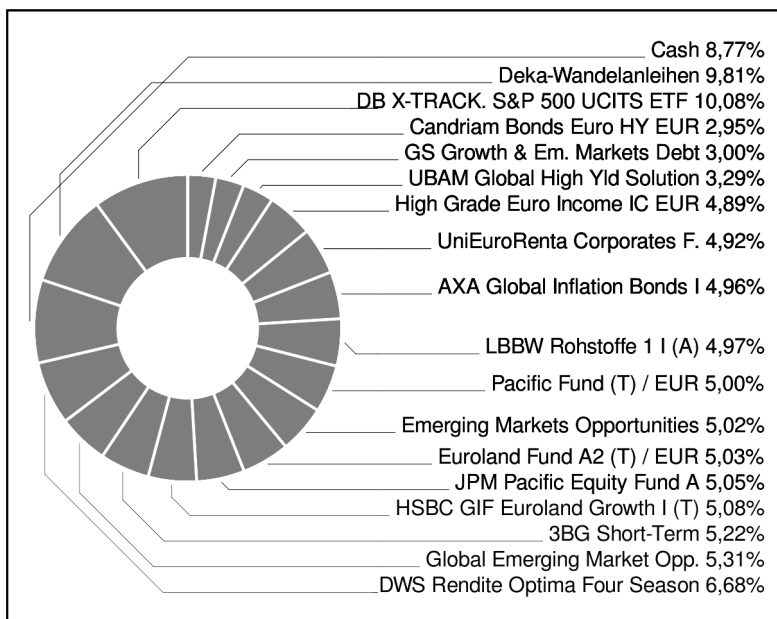 Cash 8,77%
Deka-Wandelanleihen 9,81%
DB X-TRACK. S&P 500 UCITS ETF 10,08%
Candriam Bonds Euro HY EUR 2,95%
GS Growth & Em. Markets Debt 3,00%
UBAM Global High Yld Solution 3,29%
High Grade Euro Income IC EUR 4,89%
UniEuroRenta Corporates F. 4,92%
AXA Global Inflation Bonds I 4,96%
LBBW Rohstoffe 1 I (A) 4,97%
Pacific Fund (T) / EUR 5,00%
Emerging Markets Opportunities 5,02%
Euroland Fund A2 (T) / EUR 5,03%
JPM Pacific Equity Fund A 5,05%
HSBC GIF Euroland Growth I (T) 5,08%
3BG Short-Term 5,22%
Global Emerging Market Opp. 5,31%
DWS Rendite Optima Four Season 6,68%